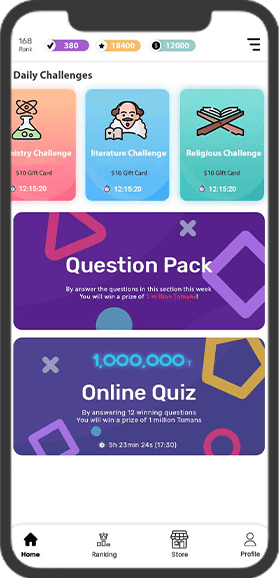 168
Rank
380
18400
$ 12000
Daily Challenges
mistry Challenge
$10 Gift Card
12:15:20
literature Challenge
$10 Gift Card
12:15:20
Religious Challenge
$10 Gift Card
12:15:20
Question Pack
By answer the questions in this section this week
You will win a prize of 1 million Tomans!
1,000,000T
Online Quiz
By answering 12 winning questions
You will win a prize of 1 million Tomans
5h 23min 24s (17:30)
Home
Ranking
Store
Profile